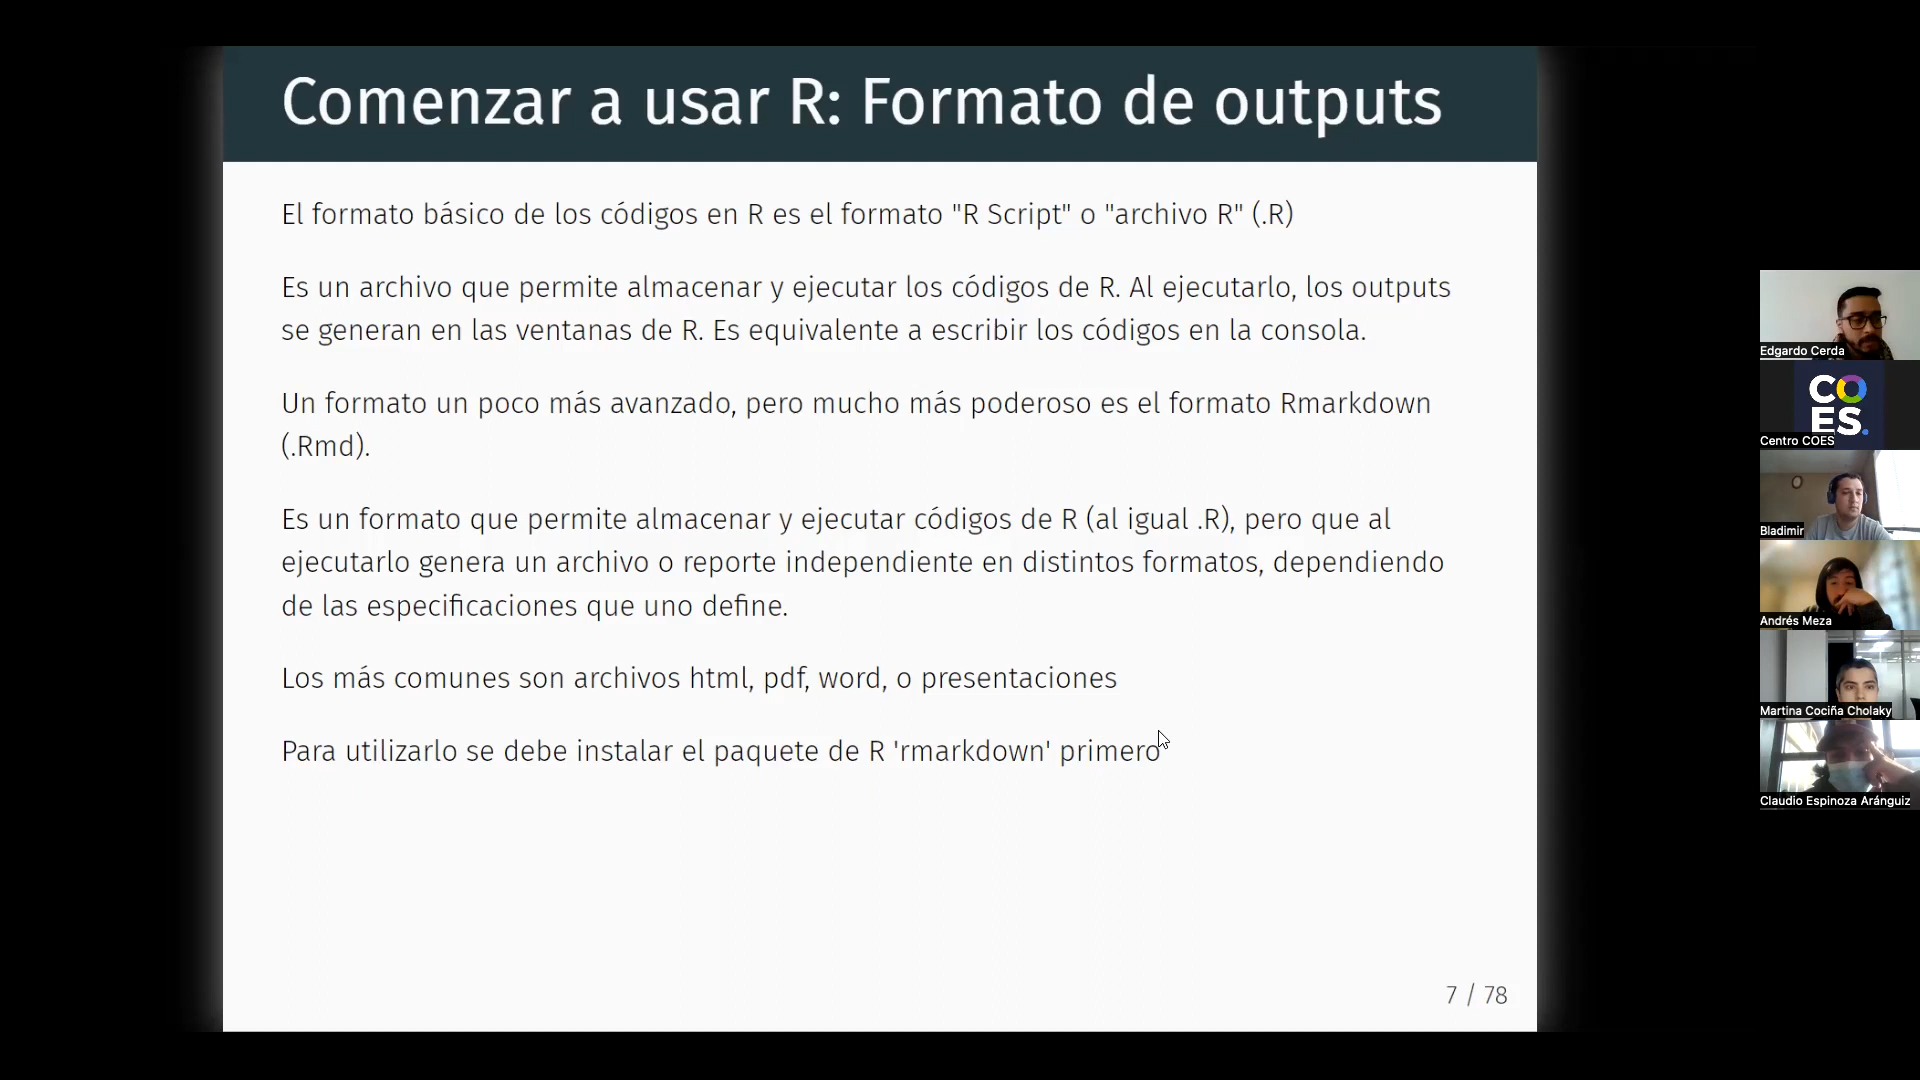 Comenzar a usar R: Formato de outputs
El formato básico de los códigos en R es el formato "R Script" o "archivo R" (.R)
Es un archivo que permite almacenar y ejecutar los códigos de R. Al ejecutarlo, los outputs
se generan en las ventanas de R. Es equivalente a escribir los códigos en la consola.
Un formato un poco más avanzado, pero mucho más poderoso es el formato Rmarkdown
(.Rmd).
Es un formato que permite almacenar y ejecutar códigos de R (al igual .R), pero que al
ejecutarlo genera un archivo o reporte independiente en distintos formatos, dependiendo
de las especificaciones que uno define.
Los más comunes son archivos html, pdf, word, o presentaciones
Para utilizarlo se debe instalar el paquete de R 'rmarkdown' primero
7 / 78
Edgardo Cerda
CO
ES.
Centro COES
Bladimir
Andrés Meza
Martina Cociña Cholaky
Claudio Espinoza Aránguiz